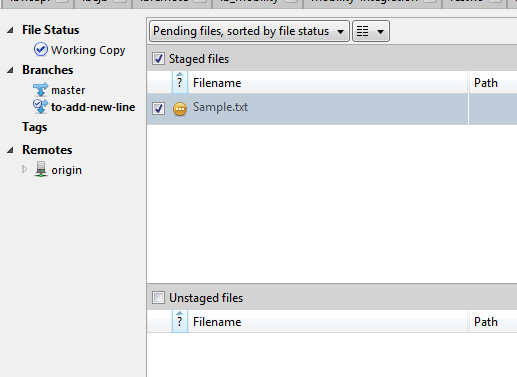 File Status
Working Copy
Branches
master
to-add-new-line
Tags
Remotes
origin
Pending files, sorted by file status
Staged files
? Filename Path
Sample.txt
Unstaged files
? Filename Path